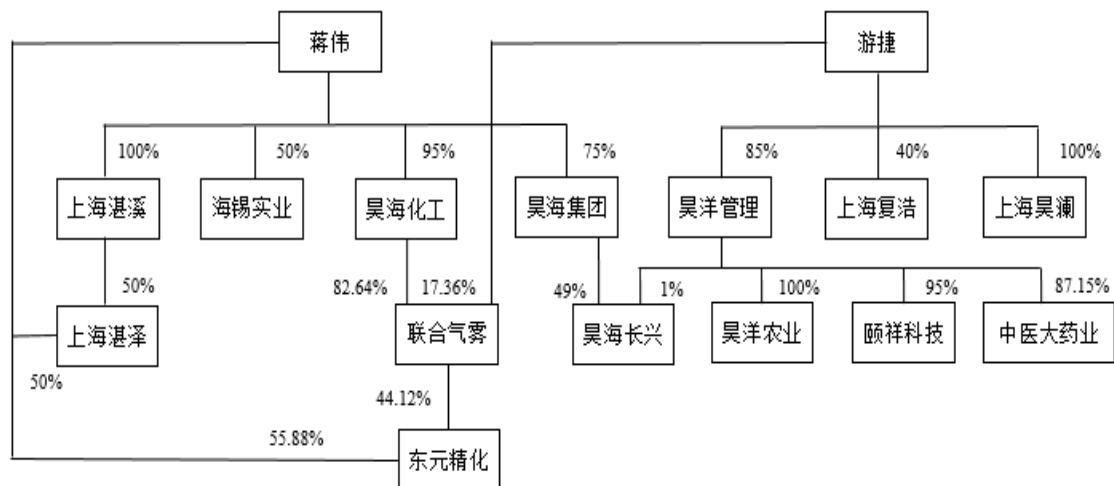 蒋伟
游捷
100%
50%
95%
75%
85%
40%
100%
上海湛溪
海锡实业
昊海化工
昊海集团
昊洋管理
上海复浩
上海昊澜
50%
82.64%
17.36%
49%
1%
100%
95%
87.15%
上海湛泽
联合气雾
昊海长兴
昊洋农业
颐祥科技
中医大药业
50%
44.12%
55.88%
东元精化